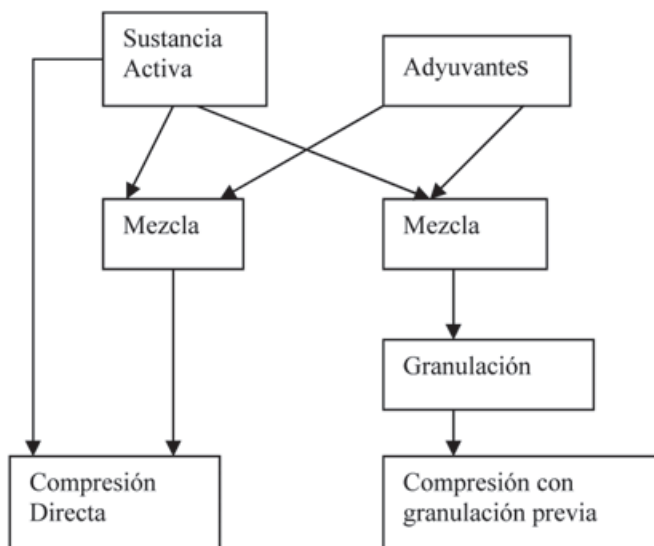 Sustancia
Activa
Adyuvantes
Mezcla
Mezcla
Granulación
Compresión
Directa
Compresión con
granulación previa